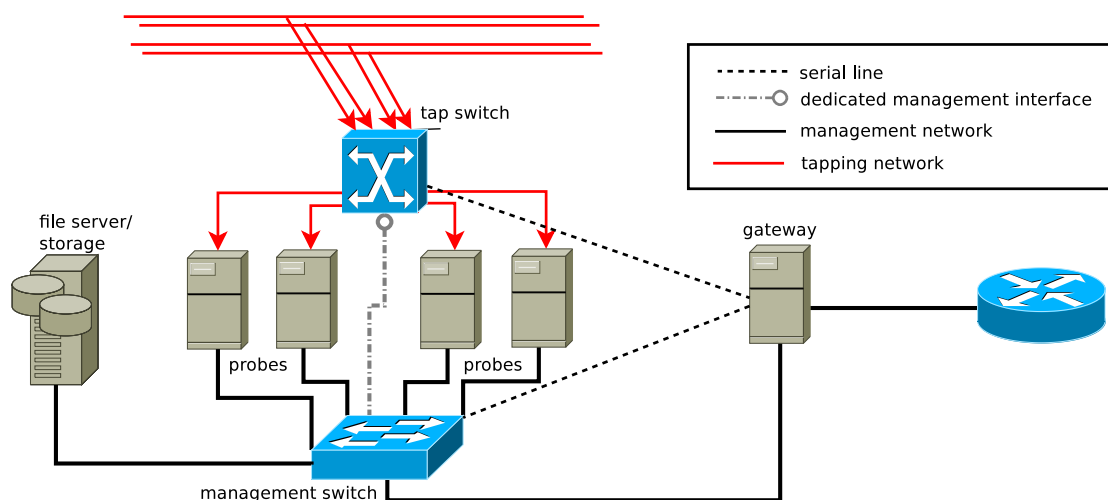 serial line
dedicated management interface
management network
tapping network
tap switch
file server/
storage
gateway
probes
probes
management switch